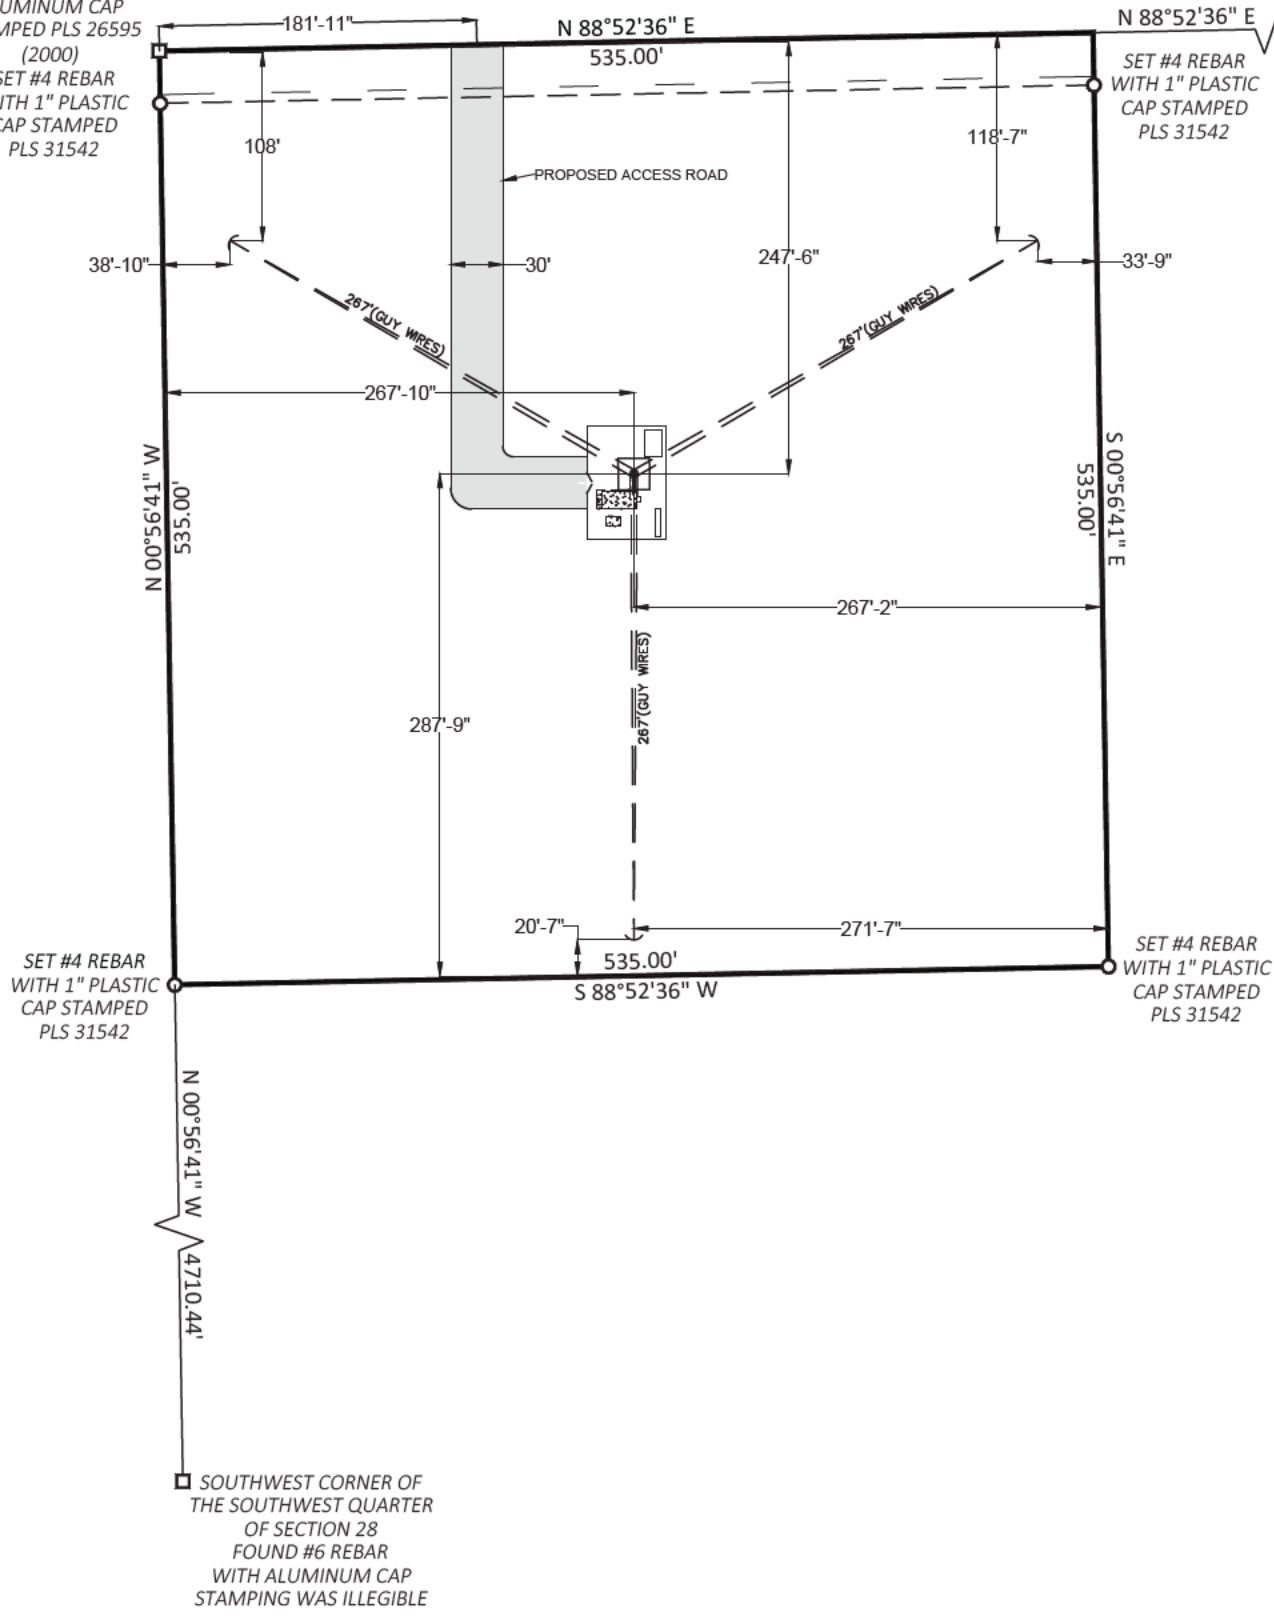 UMINUM CAP
MPED PLS 26595
(2000)
SET #4 REBAR
ITH 1" PLASTIC
CAP STAMPED
PLS 31542
181'-11"
N 88°52'36" E
535.00'
N 88°52'36" E
SET #4 REBAR
WITH 1" PLASTIC
CAP STAMPED
PLS 31542
108'
118'-7"
PROPOSED ACCESS ROAD
38'-10"
30'
247'-6"
33'-9"
267'(GUY WIRES)
267'(GUY WIRES)
267'-10"
N 00°56'41" W
535.00'
S 00°56'41" E
535.00'
267'-2"
267'(GUY WIRES)
287'-9"
20'-7"
271'-7"
535.00'
S 88°52'36" W
SET #4 REBAR
WITH 1" PLASTIC
CAP STAMPED
PLS 31542
SET #4 REBAR
WITH 1" PLASTIC
CAP STAMPED
PLS 31542
N 00°56'41" W 4710.44'
SOUTHWEST CORNER OF
THE SOUTHWEST QUARTER
OF SECTION 28
FOUND #6 REBAR
WITH ALUMINUM CAP
STAMPING WAS ILLEGIBLE